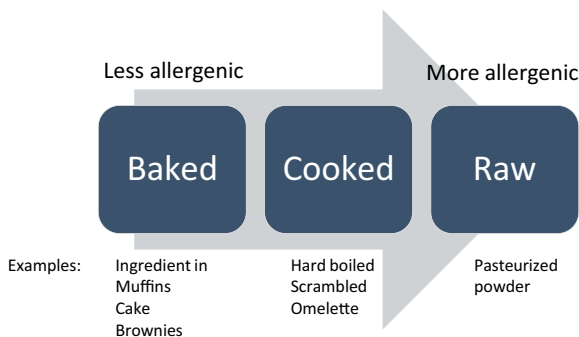 Less allergenic
More allergenic
Baked
Cooked
Raw
Examples:
Ingredient in
Muffins
Cake
Brownies
Hard boiled
Scrambled
Omelette
Pasteurized
powder